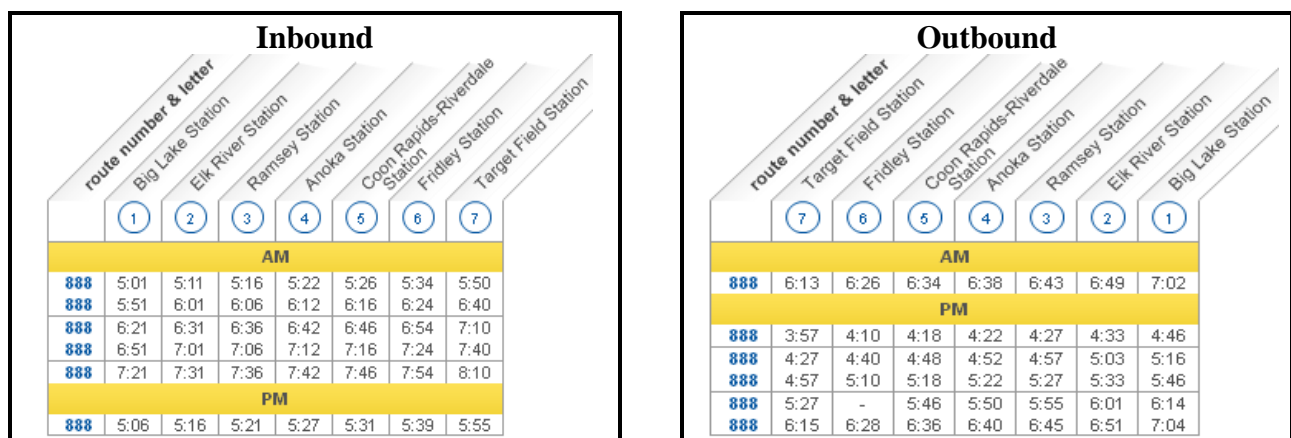 Inbound
route number & letter
Big Lake Station
Elk River Station
Ramsey Station
Anoka Station
Coon Rapids-Riverdale
Station
Fridley Station
Target Field Station
1 2 3 4 5 6 7
AM
888 5:01 5:11 5:16 5:22 5:26 5:34 5:50
888 5:51 6:01 6:06 6:12 6:16 6:24 6:40
888 6:21 6:31 6:36 6:42 6:46 6:54 7:10
888 6:51 7:01 7:06 7:12 7:16 7:24 7:40
888 7:21 7:31 7:36 7:42 7:46 7:54 8:10
PM
888 5:06 5:16 5:21 5:27 5:31 5:39 5:55
Outbound
route number & letter
Target Field Station
Fridley Station
Coon Rapids-Riverdale
Station
Anoka Station
Ramsey Station
Elk River Station
Big Lake Station
7 6 5 4 3 2 1
AM
888 6:13 6:26 6:34 6:38 6:43 6:49 7:02
PM
888 3:57 4:10 4:18 4:22 4:27 4:33 4:46
888 4:27 4:40 4:48 4:52 4:57 5:03 5:16
888 4:57 5:10 5:18 5:22 5:27 5:33 5:46
888 5:27 - 5:46 5:50 5:55 6:01 6:14
888 6:15 6:28 6:36 6:40 6:45 6:51 7:04